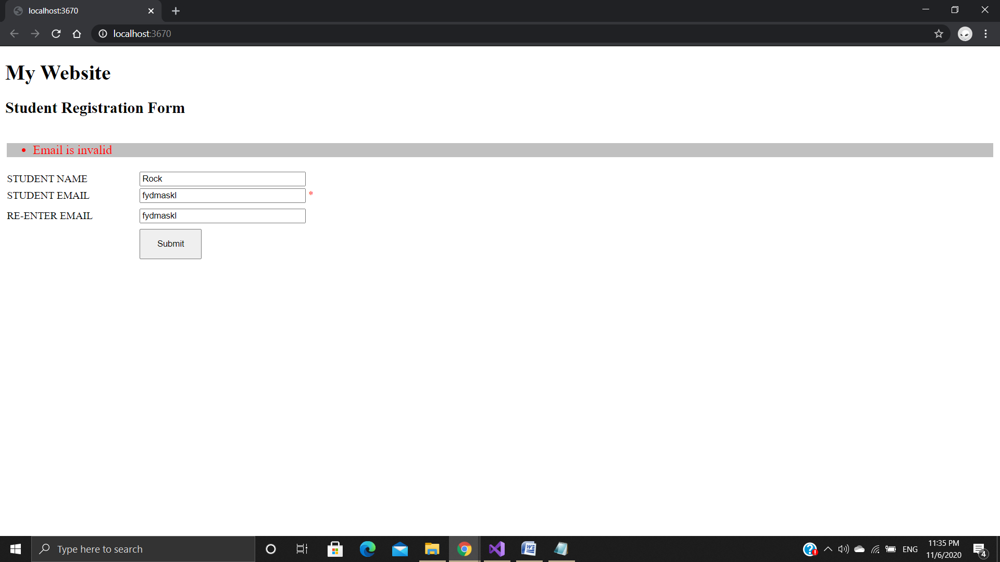 localhost:3670
localhost:3670
My Website
Student Registration Form
• Email is invalid
STUDENT NAME Rock
STUDENT EMAIL fydmaskl *
RE-ENTER EMAIL fydmaskl
Submit
Type here to search
ENG
11:35 PM
11/6/2020
4